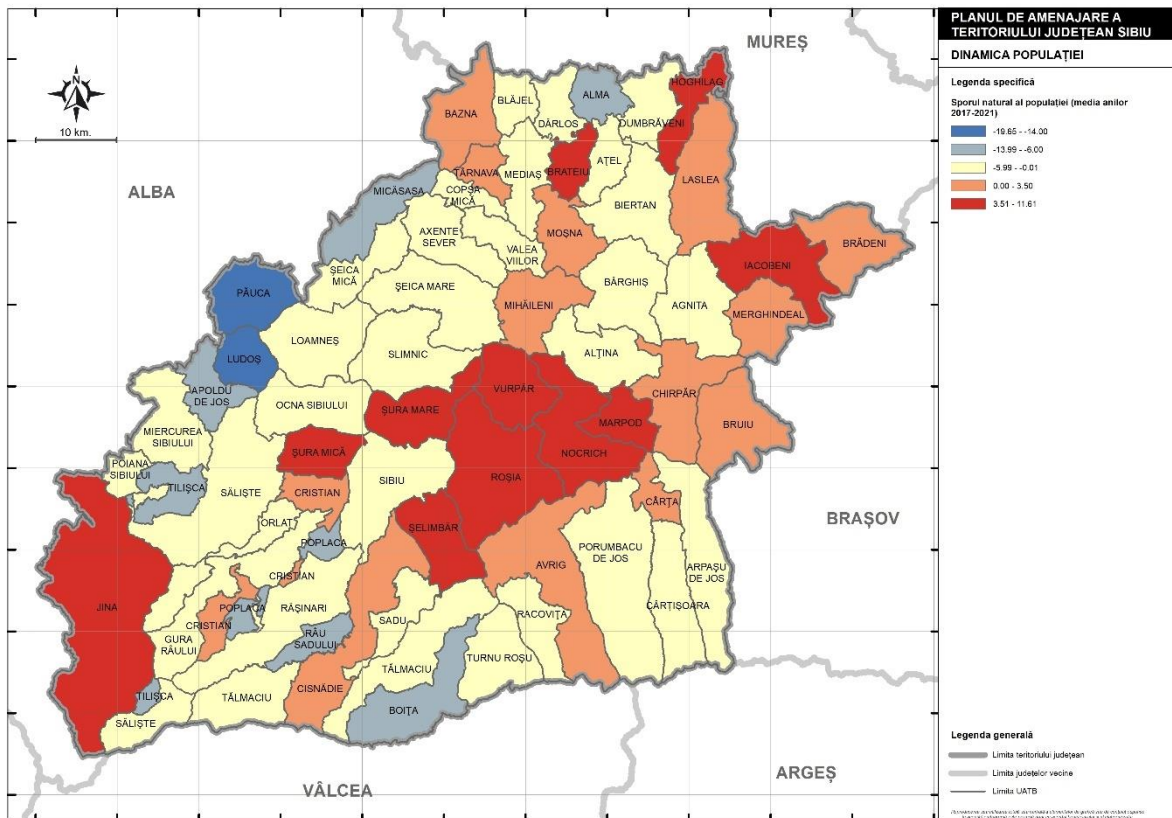 PLANUL DE AMENAJARE A
TERITORIULUI JUDEȚEAN SIBIU
DINAMICA POPULAȚIEI
Legenda specifică
Sporul natural al populației (media anilor
2017-2021)
-19.65 - -14.00
-13.99 - -6.00
-5.99 - -0.01
0.00 - 3.50
3.51 - 11.61
10 km.
MUREȘ
ALBA
BRAȘOV
VÂLCEA
ARGEȘ
HOGHILAG
BLĂJEL
ALMA
BAZNA
DÂRLOS
DUMBRĂVENI
AȚEL
TÂRNAVA
MEDIAȘ
BRATEIU
LASLEA
MICĂSASA
COPȘA
MICĂ
BIERTAN
AXENTE
SEVER
MOȘNA
BRĂDENI
VALEA
VIILOR
IACOBENI
ȘEICA
MICĂ
BÂRGHIȘ
ȘEICA MARE
PĂUCA
MIHĂILENI
AGNITA
MERGHINDEAL
LOAMNEȘ
SLIMNIC
ALȚINA
LUDOȘ
APOLDU
DE JOS
VURPĂR
CHIRPĂR
OCNA SIBIULUI
ȘURA MARE
MARPOD
BRUIU
MIERCUREA
SIBIULUI
ȘURA MICĂ
NOCRICH
POIANA
SIBIULUI
TILIȘCA
SIBIU
ROȘIA
SĂLIȘTE
CRISTIAN
CÂRȚA
ORLAT
ȘELIMBĂR
POPLACA
PORUMBACU
DE JOS
AVRIG
ARPAȘU
DE JOS
CRISTIAN
JINA
POPLACA
RĂȘINARI
CÂRȚIȘOARA
CRISTIAN
SADU
RACOVIȚA
RÂU
SADULUI
GURA
RÂULUI
TURNU ROȘU
TĂLMACIU
CISNĂDIE
TILIȘCA
TĂLMACIU
BOIȚA
SĂLIȘTE
Legenda generală
Limita teritoriului județean
Limita județelor vecine
Limita UATB